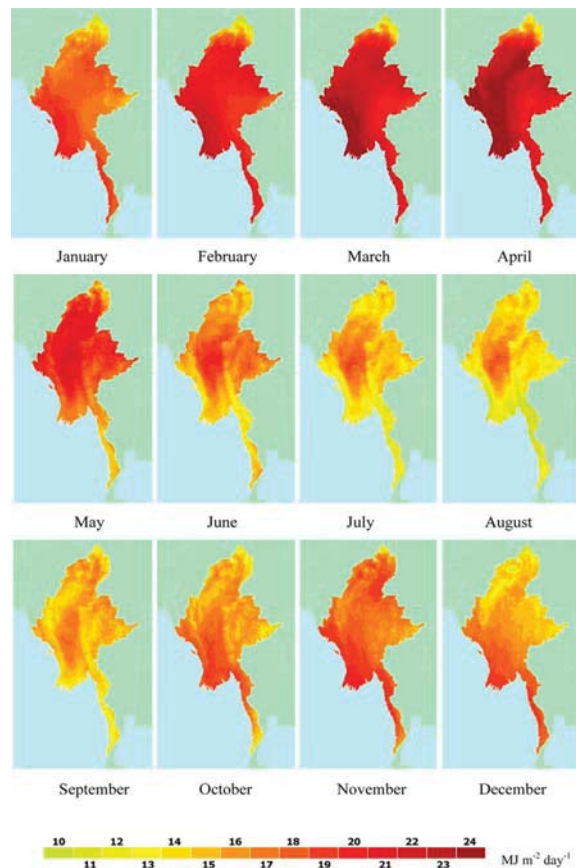 January February March April
May June July August
September October November December
10 12 14 16 18 20 22 24
11 13 15 17 19 21 23 MJ m⁻² day⁻¹